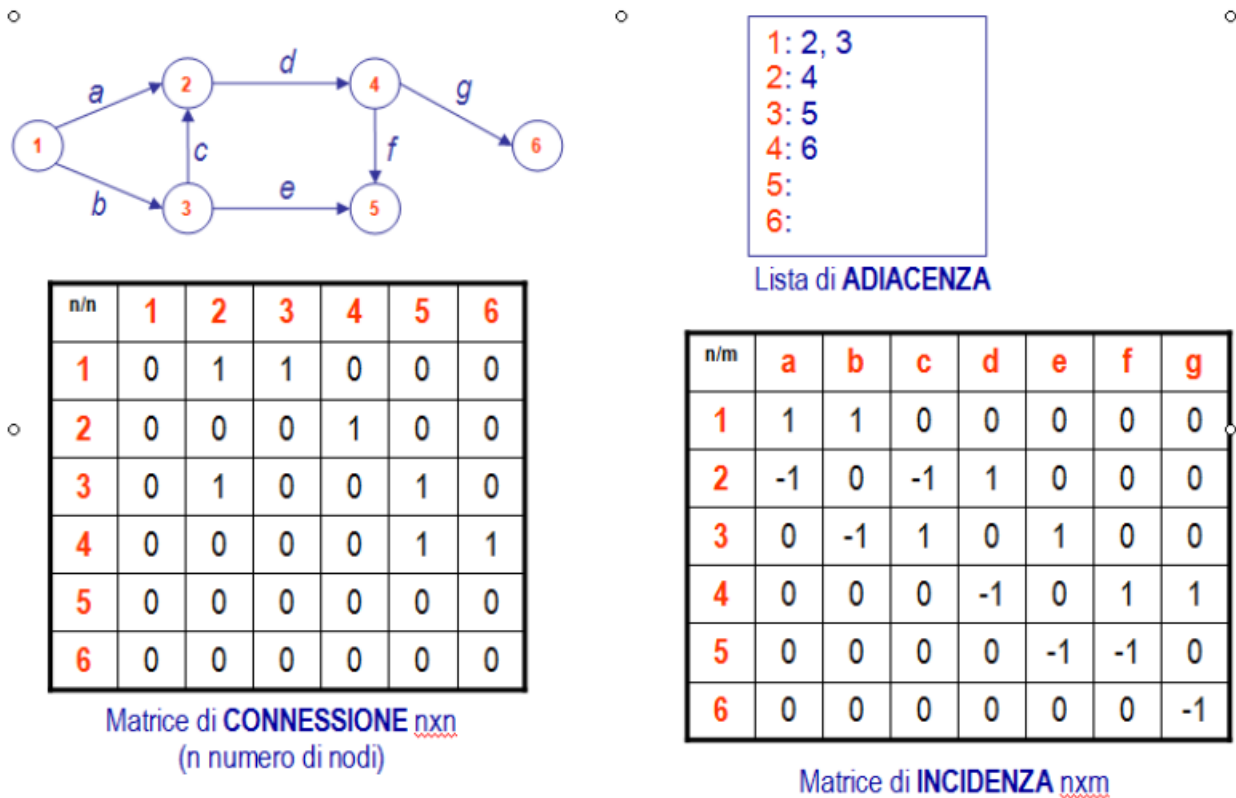 a
b
c
d
e
f
g
1
2
3
4
5
6
1: 2, 3
2: 4
3: 5
4: 6
5:
6:
Lista di ADIACENZA
n/n 1 2 3 4 5 6
1 0 1 1 0 0 0
2 0 0 0 1 0 0
3 0 1 0 0 1 0
4 0 0 0 0 1 1
5 0 0 0 0 0 0
6 0 0 0 0 0 0
Matrice di CONNESSIONE nxn
(n numero di nodi)
n/m a b c d e f g
1 1 1 0 0 0 0 0
2 -1 0 -1 1 0 0 0
3 0 -1 1 0 1 0 0
4 0 0 0 -1 0 1 1
5 0 0 0 0 -1 -1 0
6 0 0 0 0 0 0 -1
Matrice di INCIDENZA nxm